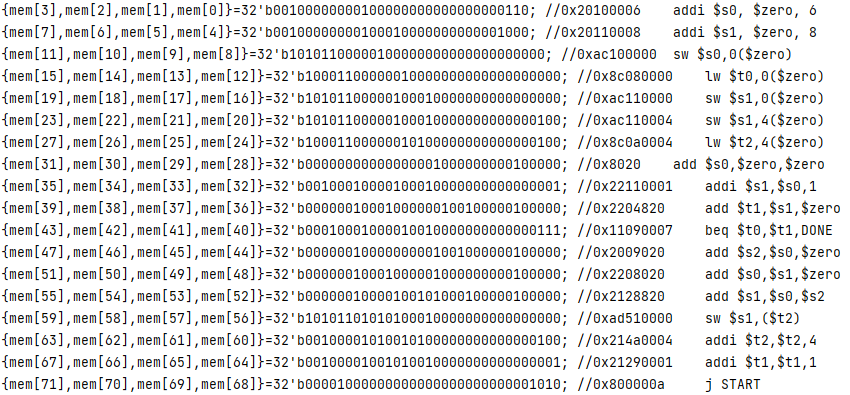 {mem[3],mem[2],mem[1],mem[0]}=32'b00100000000100000000000000000110; //0x20100006 addi $s0, $zero, 6
{mem[7],mem[6],mem[5],mem[4]}=32'b00100000000100010000000000001000; //0x20110008 addi $s1, $zero, 8
{mem[11],mem[10],mem[9],mem[8]}=32'b10101100000100000000000000000000; //0xac100000 sw $s0,0($zero)
{mem[15],mem[14],mem[13],mem[12]}=32'b10001100000010000000000000000000; //0x8c080000 lw $t0,0($zero)
{mem[19],mem[18],mem[17],mem[16]}=32'b10101100000100010000000000000000; //0xac110000 sw $s1,0($zero)
{mem[23],mem[22],mem[21],mem[20]}=32'b10101100000100010000000000000100; //0xac110004 sw $s1,4($zero)
{mem[27],mem[26],mem[25],mem[24]}=32'b10001100000010100000000000000100; //0x8c0a0004 lw $t2,4($zero)
{mem[31],mem[30],mem[29],mem[28]}=32'b00000000000000001000000000100000; //0x8020 add $s0,$zero,$zero
{mem[35],mem[34],mem[33],mem[32]}=32'b00100010000100010000000000000001; //0x22110001 addi $s1,$s0,1
{mem[39],mem[38],mem[37],mem[36]}=32'b00000010001000000100100000100000; //0x2204820 add $t1,$s1,$zero
{mem[43],mem[42],mem[41],mem[40]}=32'b00010001000010010000000000000111; //0x11090007 beq $t0,$t1,DONE
{mem[47],mem[46],mem[45],mem[44]}=32'b00000010000000001001000000100000; //0x2009020 add $s2,$s0,$zero
{mem[51],mem[50],mem[49],mem[48]}=32'b00000010001000001000000000100000; //0x2208020 add $s0,$s1,$zero
{mem[55],mem[54],mem[53],mem[52]}=32'b00000010000100101000100000100000; //0x2128820 add $s1,$s0,$s2
{mem[59],mem[58],mem[57],mem[56]}=32'b10101101010100010000000000000000; //0xad510000 sw $s1,($t2)
{mem[63],mem[62],mem[61],mem[60]}=32'b00100001010010100000000000000100; //0x214a0004 addi $t2,$t2,4
{mem[67],mem[66],mem[65],mem[64]}=32'b00100001001010010000000000000001; //0x21290001 addi $t1,$t1,1
{mem[71],mem[70],mem[69],mem[68]}=32'b00001000000000000000000000001010; //0x800000a j START